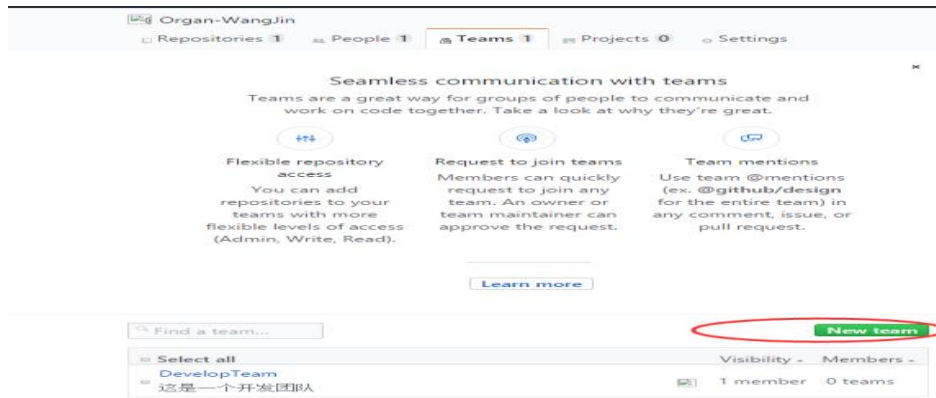 Organ-WangJin
Repositories 1 People 1 Teams 1 Projects 0 Settings
Seamless communication with teams
Teams are a great way for groups of people to communicate and
work on code together. Take a look at why they're great.
Flexible repository
access
You can add
repositories to your
teams with more
flexible levels of access
(Admin, Write, Read).
Request to join teams
Members can quickly
request to join any
team. An owner or
team maintainer can
approve the request.
Team mentions
Use team @mentions
(ex. @github/design
for the entire team) in
any comment, issue, or
pull request.
Learn more
Find a team... New team
Select all Visibility Members
DevelopTeam
这是一个开发团队 1 member 0 teams